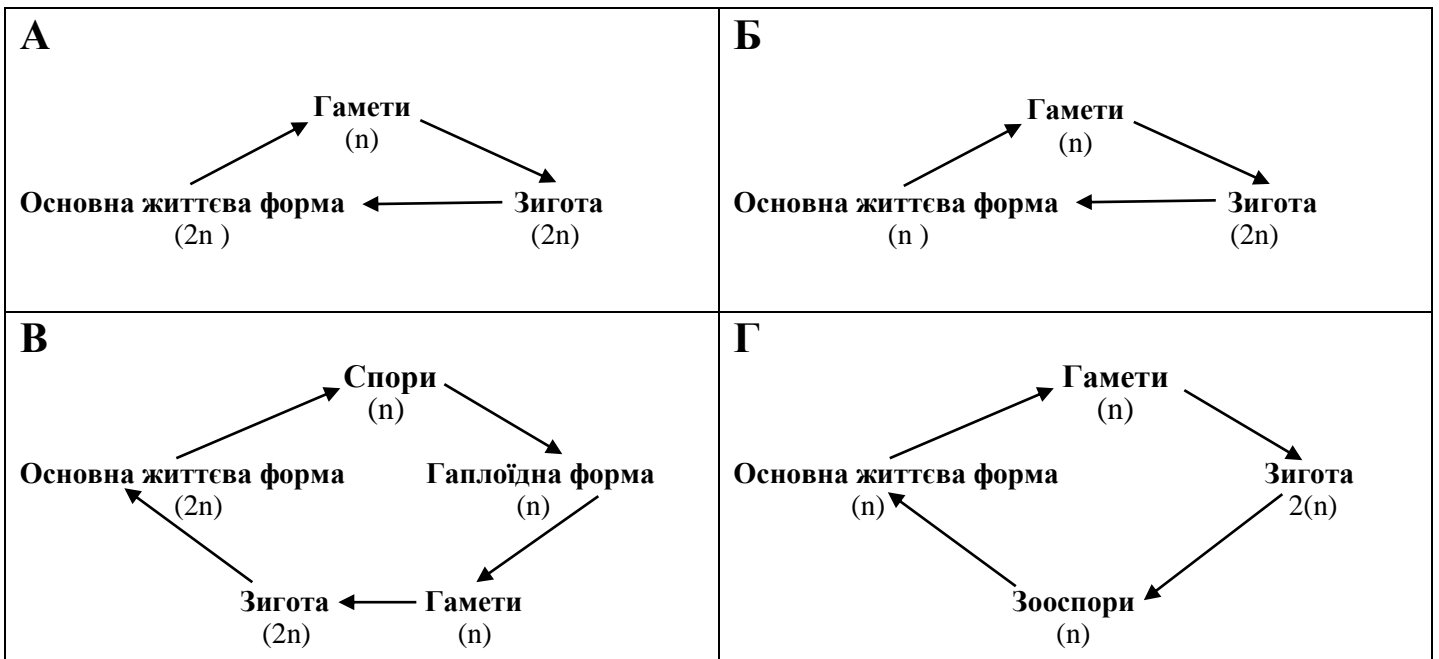 А
Гамети
(n)
Основна життєва форма
(2n )
Зигота
(2n)
Б
Гамети
(n)
Основна життєва форма
(n )
Зигота
(2n)
В
Спори
(n)
Основна життєва форма
(2n)
Гаплоїдна форма
(n)
Зигота
(2n)
Гамети
(n)
Г
Гамети
(n)
Основна життєва форма
(n)
Зигота
2(n)
Зооспори
(n)